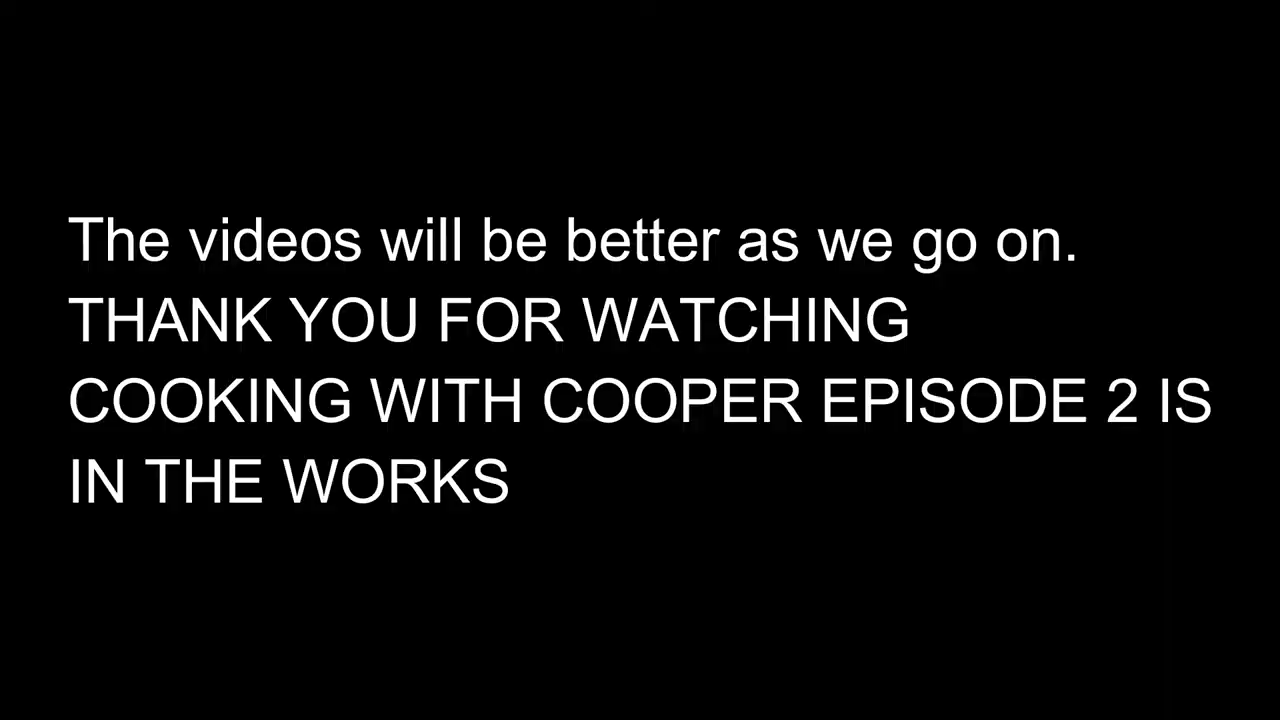 The videos will be better as we go on.
THANK YOU FOR WATCHING
COOKING WITH COOPER EPISODE 2 IS
IN THE WORKS